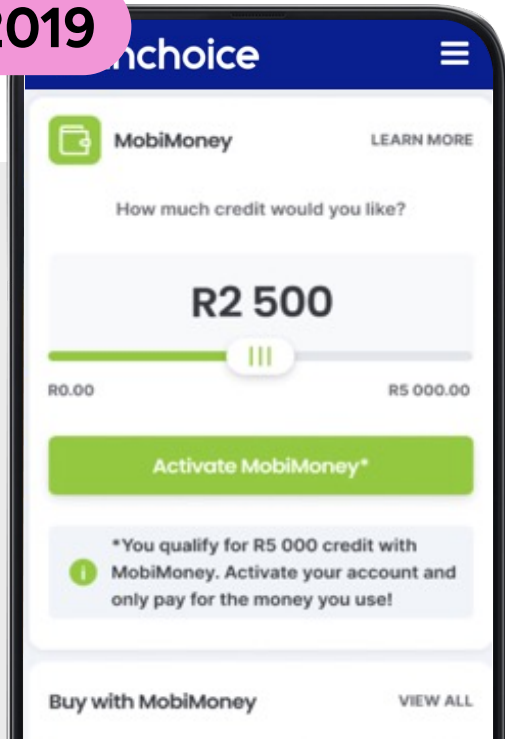 2019
nchoice
MobiMoney LEARN MORE
How much credit would you like?
R2 500
R0.00 R5 000.00
Activate MobiMoney*
*You qualify for R5 000 credit with
MobiMoney. Activate your account and
only pay for the money you use!
Buy with MobiMoney VIEW ALL